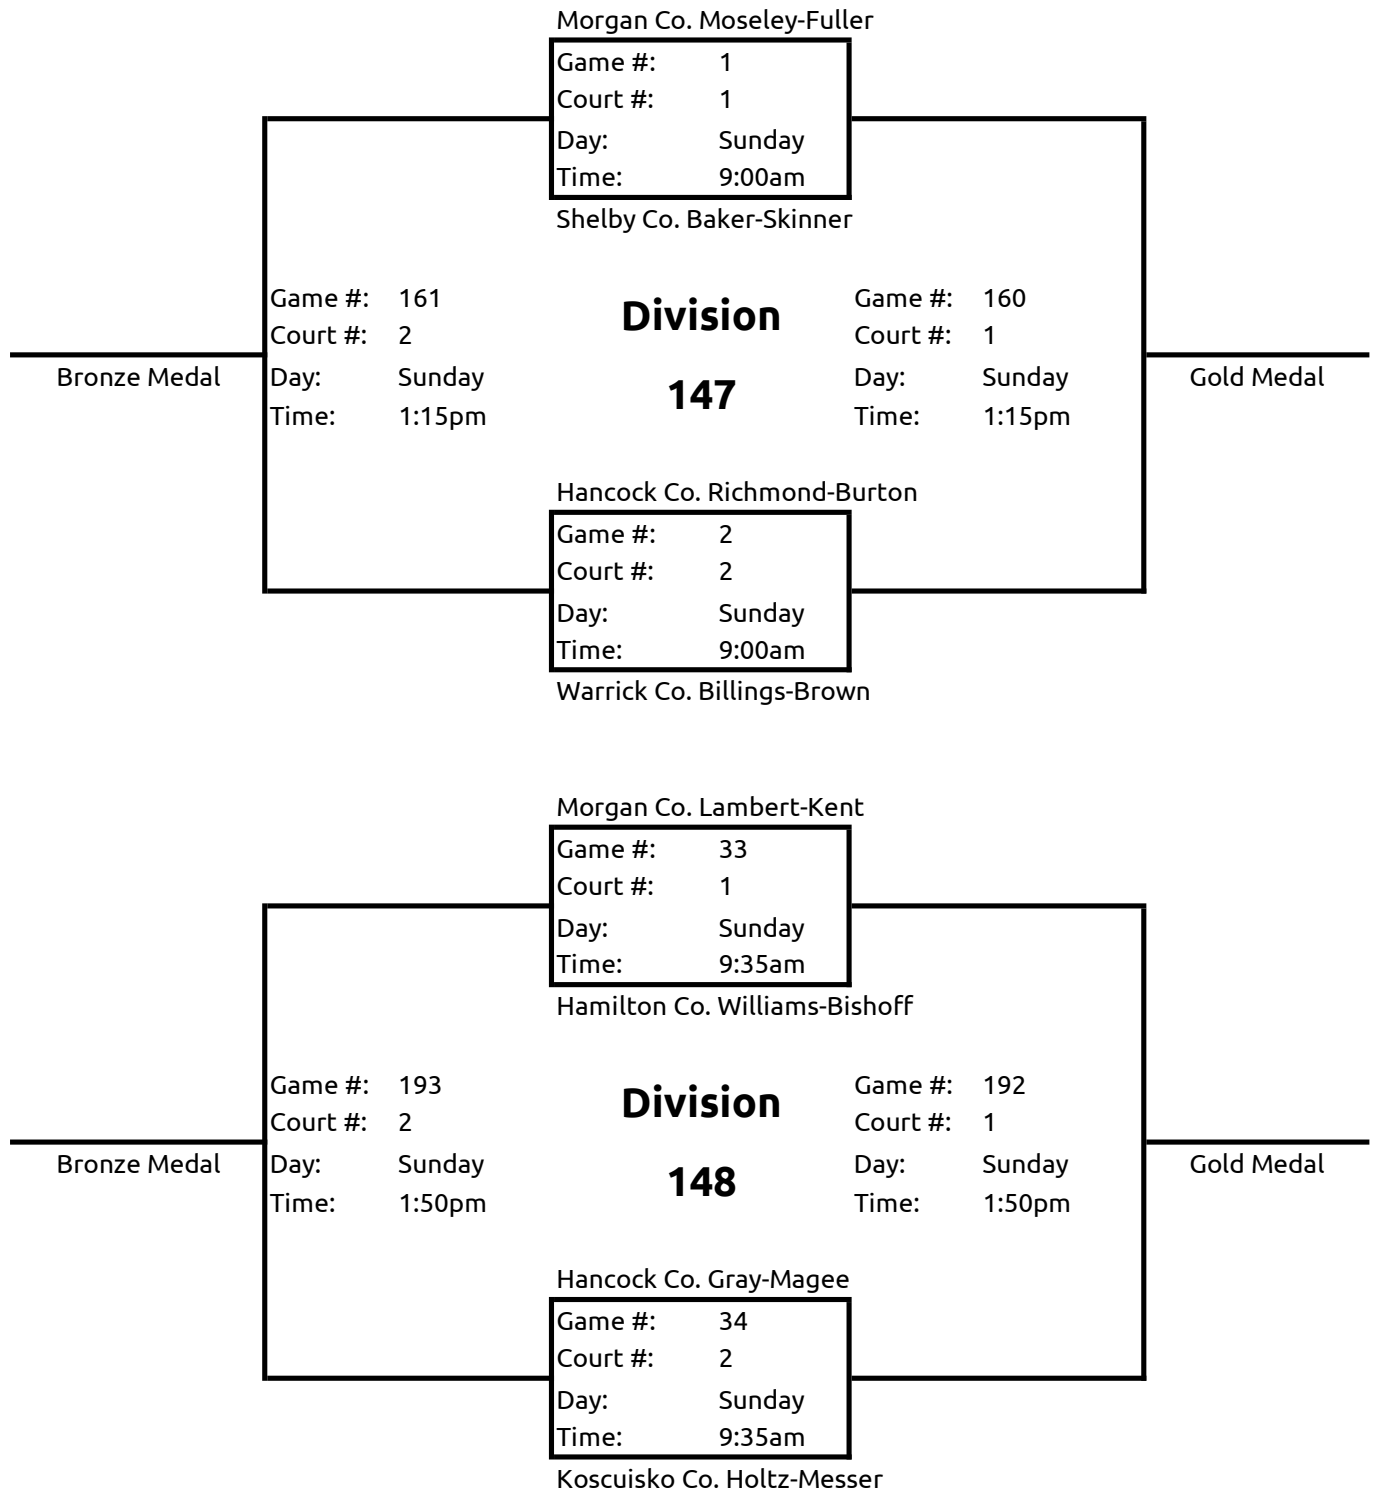 Morgan Co. Moseley-Fuller
Game #: 1
Court #: 1
Day: Sunday
Time: 9:00am
Shelby Co. Baker-Skinner
Game #: 161
Court #: 2
Day: Sunday
Time: 1:15pm
Bronze Medal
Division
147
Game #: 160
Court #: 1
Day: Sunday
Time: 1:15pm
Gold Medal
Hancock Co. Richmond-Burton
Game #: 2
Court #: 2
Day: Sunday
Time: 9:00am
Warrick Co. Billings-Brown
Morgan Co. Lambert-Kent
Game #: 33
Court #: 1
Day: Sunday
Time: 9:35am
Hamilton Co. Williams-Bishoff
Game #: 193
Court #: 2
Day: Sunday
Time: 1:50pm
Bronze Medal
Division
148
Game #: 192
Court #: 1
Day: Sunday
Time: 1:50pm
Gold Medal
Hancock Co. Gray-Magee
Game #: 34
Court #: 2
Day: Sunday
Time: 9:35am
Koscuisko Co. Holtz-Messer